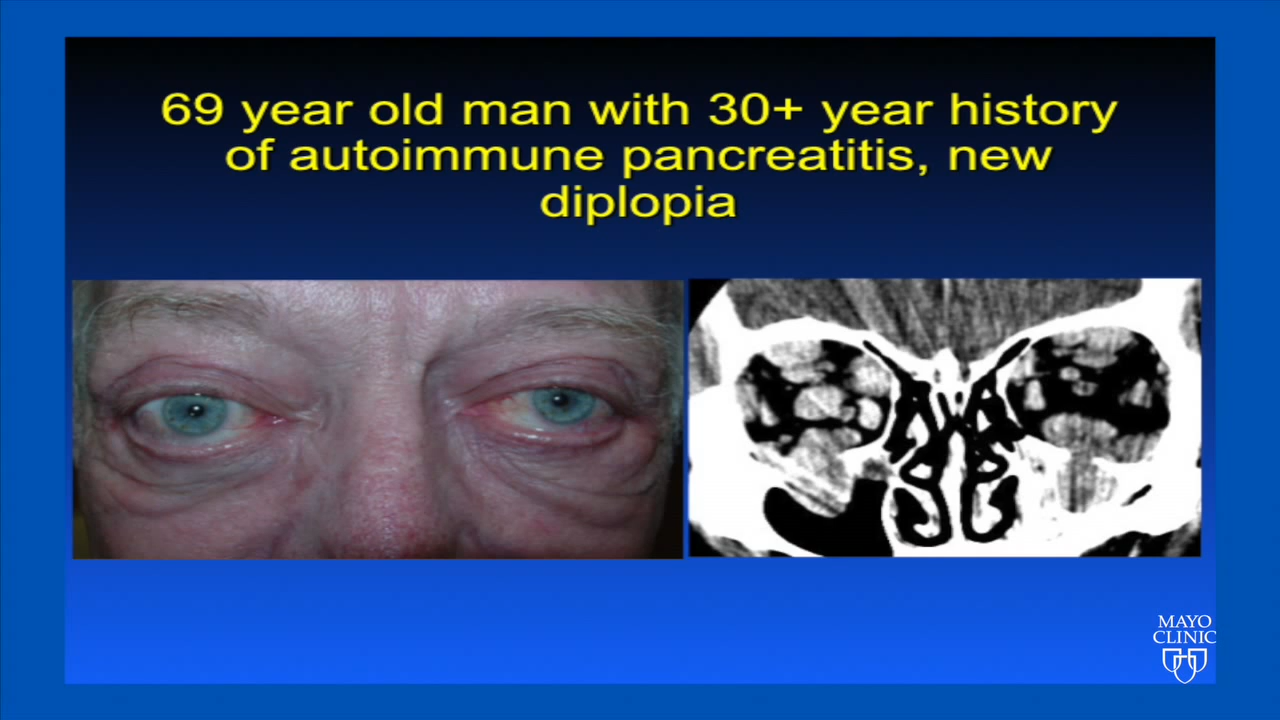 69 year old man with 30+ year history
of autoimmune pancreatitis, new
diplopia
MAYO
CLINIC